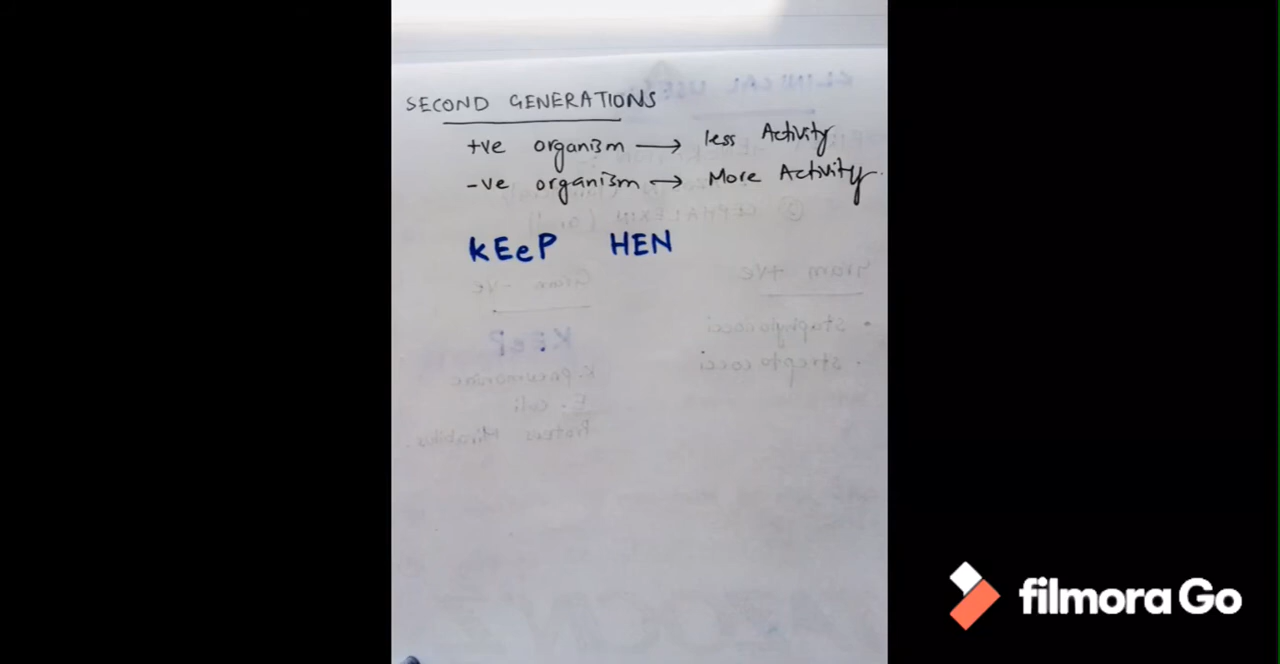 SECOND GENERATIONS
+ve organism → less Activity
-ve organism → More Activity.
KEeP HEN
filmora Go